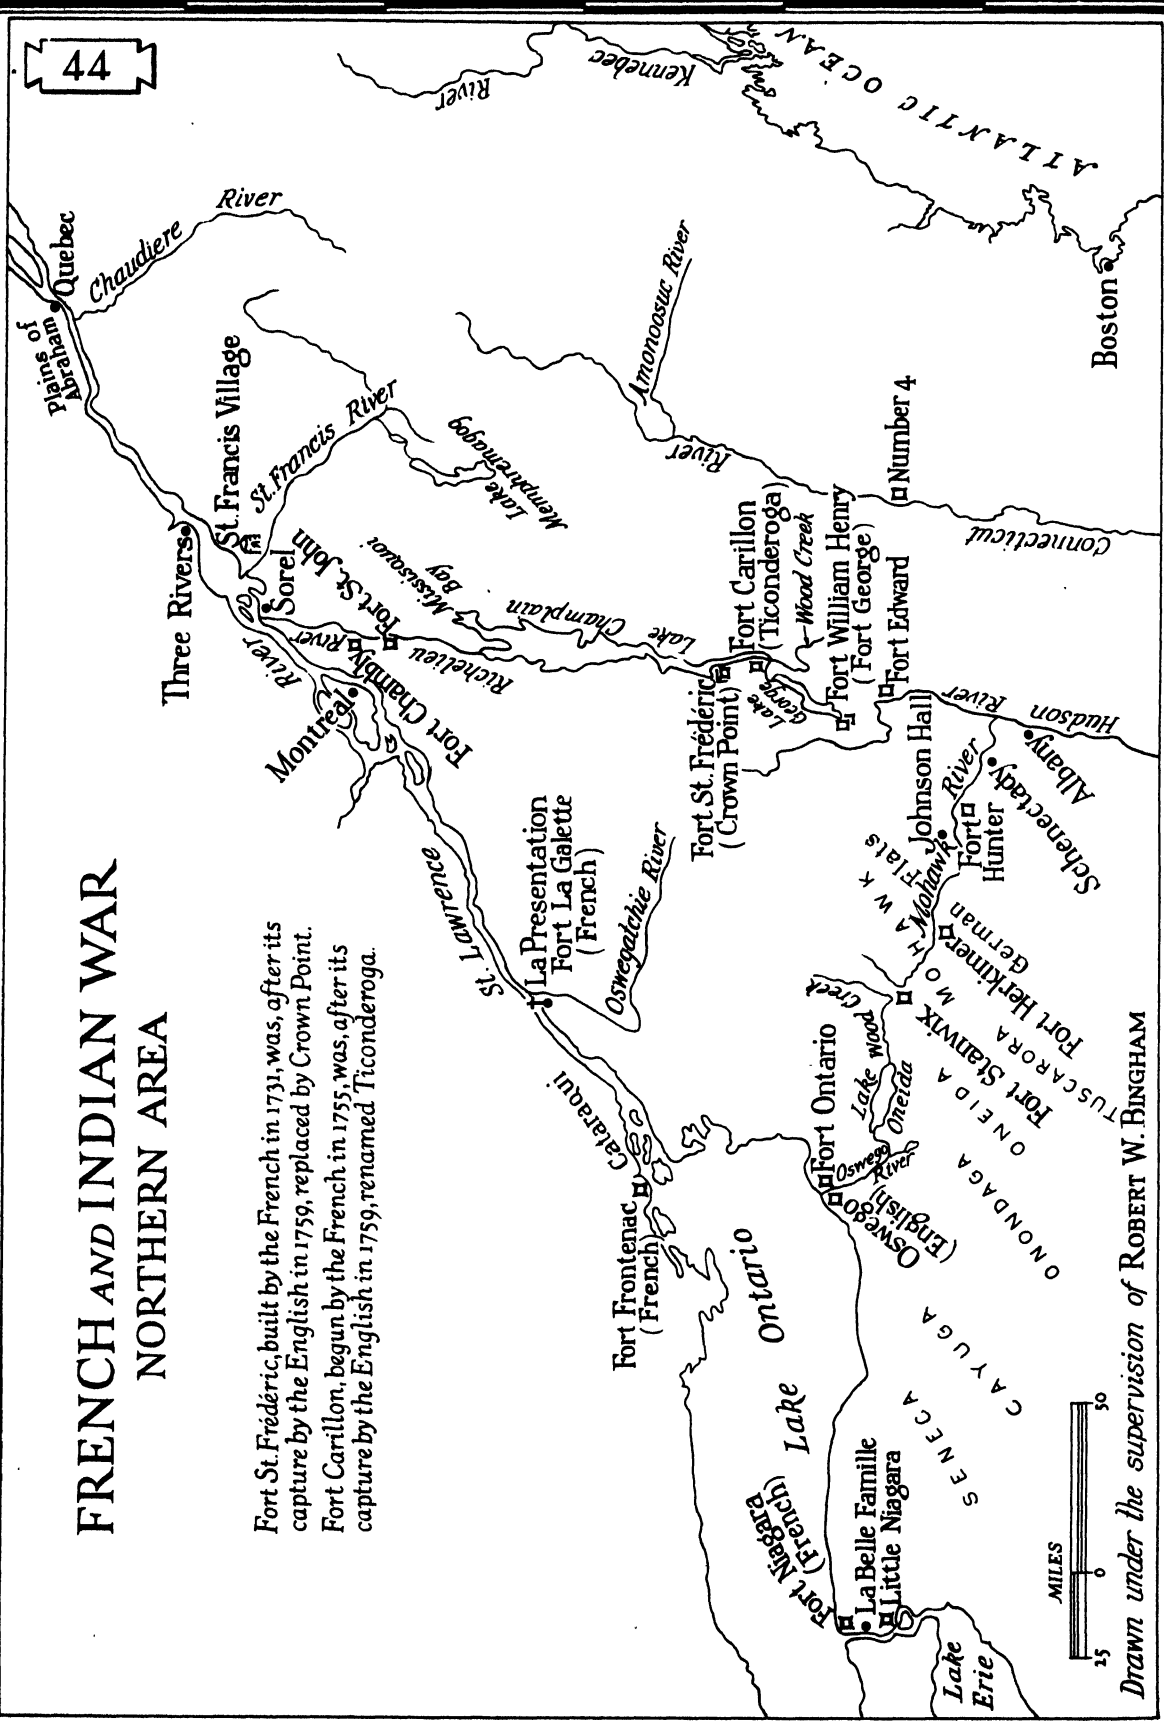 44
FRENCH AND INDIAN WAR
NORTHERN AREA
Fort St. Frédéric, built by the French in 1731, was, after its
capture by the English in 1759, replaced by Crown Point.
Fort Carillon, begun by the French in 1755, was, after its
capture by the English in 1759, renamed Ticonderoga.
Plains of
Abraham
Quebec
Chaudiere River
Three Rivers
St. Francis Village
St. Francis River
Sorel
Montreal
River
Fort Chambly
Fort St. John
Richelieu River
Missisquoi
Bay
Lake
Memphremagog
Kennebec River
ATLANTIC OCEAN
St. Lawrence
La Presentation
Fort La Galette
(French)
Oswegatchie River
Cataraqui
Fort Frontenac
(French)
Lake Champlain
Fort St. Frédéric
(Crown Point)
Fort Carillon
(Ticonderoga)
Lake
George
Wood Creek
Fort William Henry
(Fort George)
Fort Edward
Amonoosuc River
Connecticut River
Number 4
Boston
Lake Ontario
Fort Ontario
Oswego
(English)
Oswego
River
Lake
Oneida
Wood Creek
Fort Stanwix
Fort Herkimer
German Flats
Mohawk River
Johnson Hall
Fort
Hunter
Schenectady
Albany
Hudson River
MOHAWK
TUSCARORA
ONEIDA
ONONDAGA
CAYUGA
SENECA
Fort Niagara
(French)
La Belle Famille
Little Niagara
Lake
Erie
MILES
25 0 50
Drawn under the supervision of ROBERT W. BINGHAM